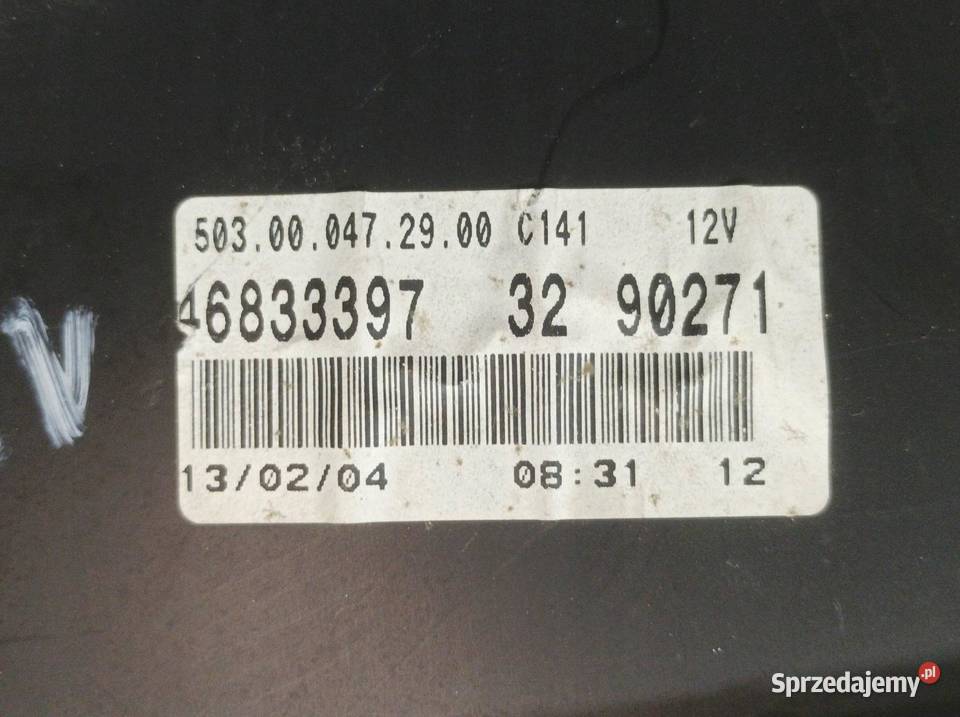 503.00.047.29.00 C141 12V
46833397 32 90271
V
13/02/04 08:31 12
Sprzedajemy.pl